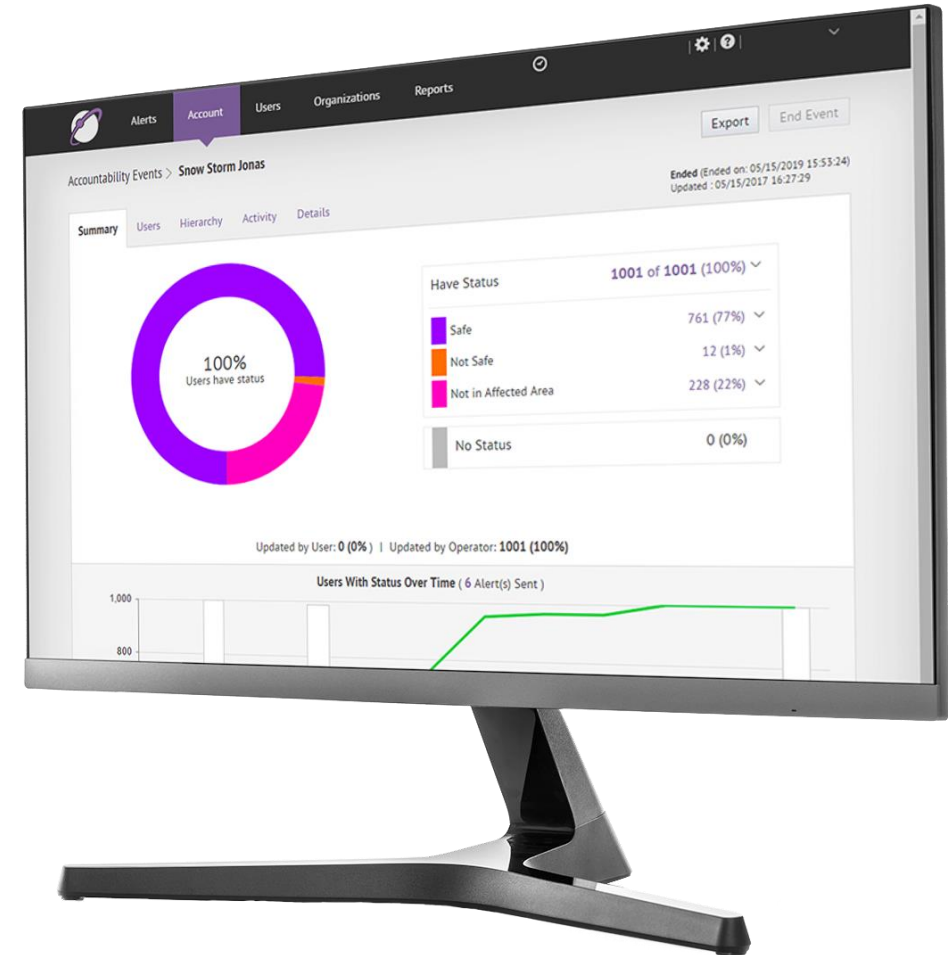 Alerts Account Users Organizations Reports
Export End Event
Accountability Events > Snow Storm Jonas
Ended (Ended on: 05/15/2019 15:53:24)
Updated : 05/15/2017 16:27:29
Summary Users Hierarchy Activity Details
100%
Users have status
Have Status 1001 of 1001 (100%)
Safe 761 (77%)
Not Safe 12 (1%)
Not in Affected Area 228 (22%)
No Status 0 (0%)
Updated by User: 0 (0% ) | Updated by Operator: 1001 (100%)
Users With Status Over Time ( 6 Alert(s) Sent )
1,000
800